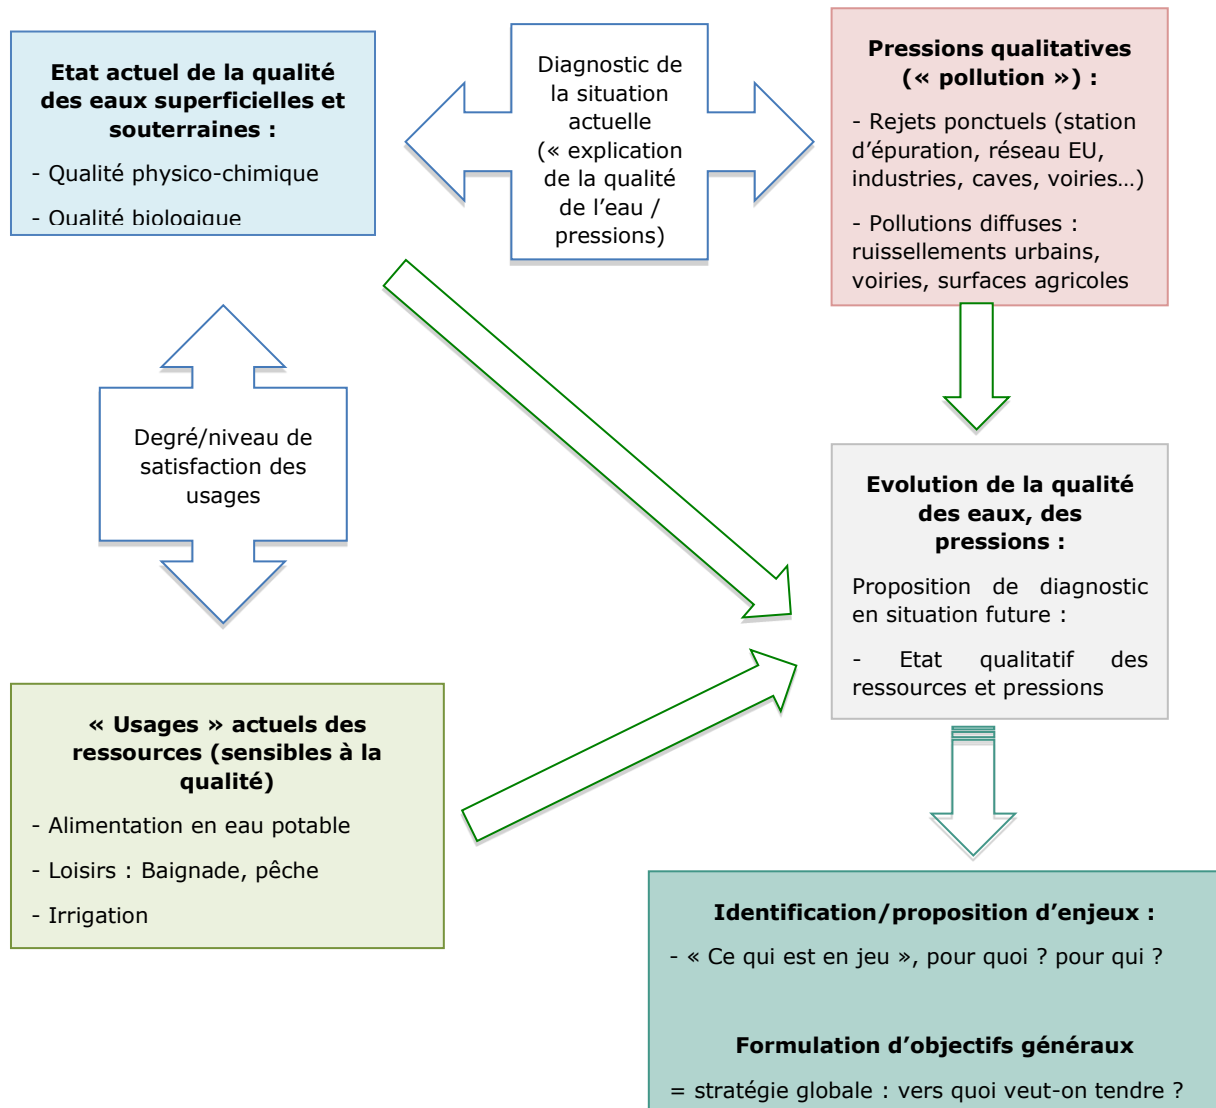 Etat actuel de la qualité
des eaux superficielles et
souterraines :
- Qualité physico-chimique
- Qualité biologique
Diagnostic de
la situation
actuelle
(« explication
de la qualité
de l’eau /
pressions)
Pressions qualitatives
(« pollution ») :
- Rejets ponctuels (station
d’épuration, réseau EU,
industries, caves, voiries…)
- Pollutions diffuses :
ruissellements urbains,
voiries, surfaces agricoles
Degré/niveau de
satisfaction des
usages
Evolution de la qualité
des eaux, des
pressions :
Proposition de diagnostic
en situation future :
- Etat qualitatif des
ressources et pressions
« Usages » actuels des
ressources (sensibles à la
qualité)
- Alimentation en eau potable
- Loisirs : Baignade, pêche
- Irrigation
Identification/proposition d’enjeux :
- « Ce qui est en jeu », pour quoi ? pour qui ?
Formulation d’objectifs généraux
= stratégie globale : vers quoi veut-on tendre ?